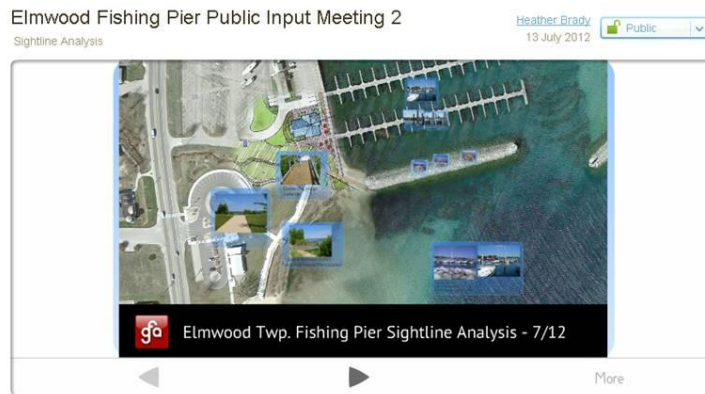 Elmwood Fishing Pier Public Input Meeting 2
Heather Brady
Sightline Analysis
13 July 2012
Public
gfa
Elmwood Twp. Fishing Pier Sightline Analysis - 7/12
More